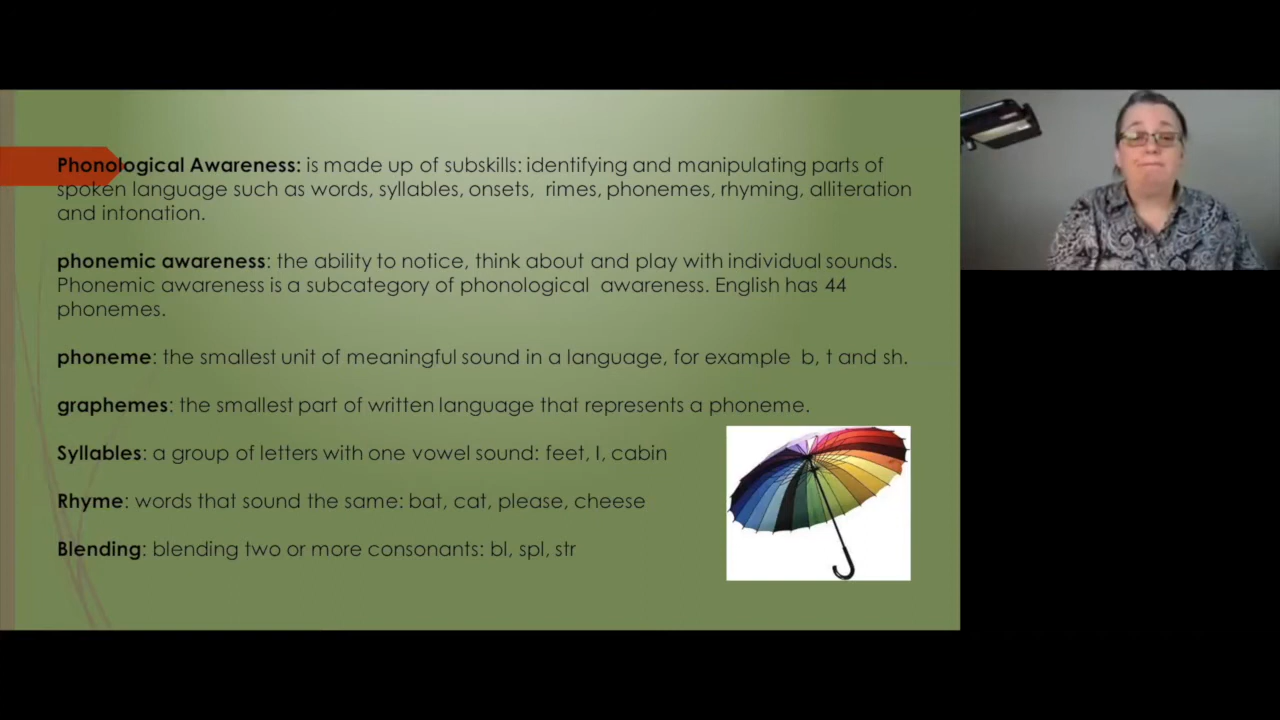 Phonological Awareness: is made up of subskills: identifying and manipulating parts of
spoken language such as words, syllables, onsets, rimes, phonemes, rhyming, alliteration
and intonation.
phonemic awareness: the ability to notice, think about and play with individual sounds.
Phonemic awareness is a subcategory of phonological awareness. English has 44
phonemes.
phoneme: the smallest unit of meaningful sound in a language, for example b, t and sh.
graphemes: the smallest part of written language that represents a phoneme.
Syllables: a group of letters with one vowel sound: feet, I, cabin
Rhyme: words that sound the same: bat, cat, please, cheese
Blending: blending two or more consonants: bl, spl, str